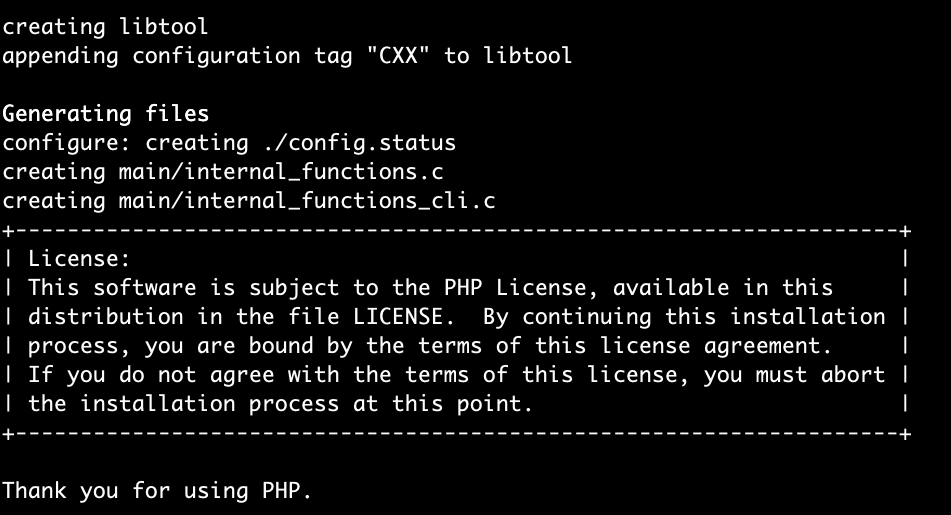 creating libtool
appending configuration tag "CXX" to libtool

Generating files
configure: creating ./config.status
creating main/internal_functions.c
creating main/internal_functions_cli.c
+--------------------------------------------------------------------+
| License:                                                           |
| This software is subject to the PHP License, available in this     |
| distribution in the file LICENSE.  By continuing this installation |
| process, you are bound by the terms of this license agreement.     |
| If you do not agree with the terms of this license, you must abort |
| the installation process at this point.                            |
+--------------------------------------------------------------------+

Thank you for using PHP.